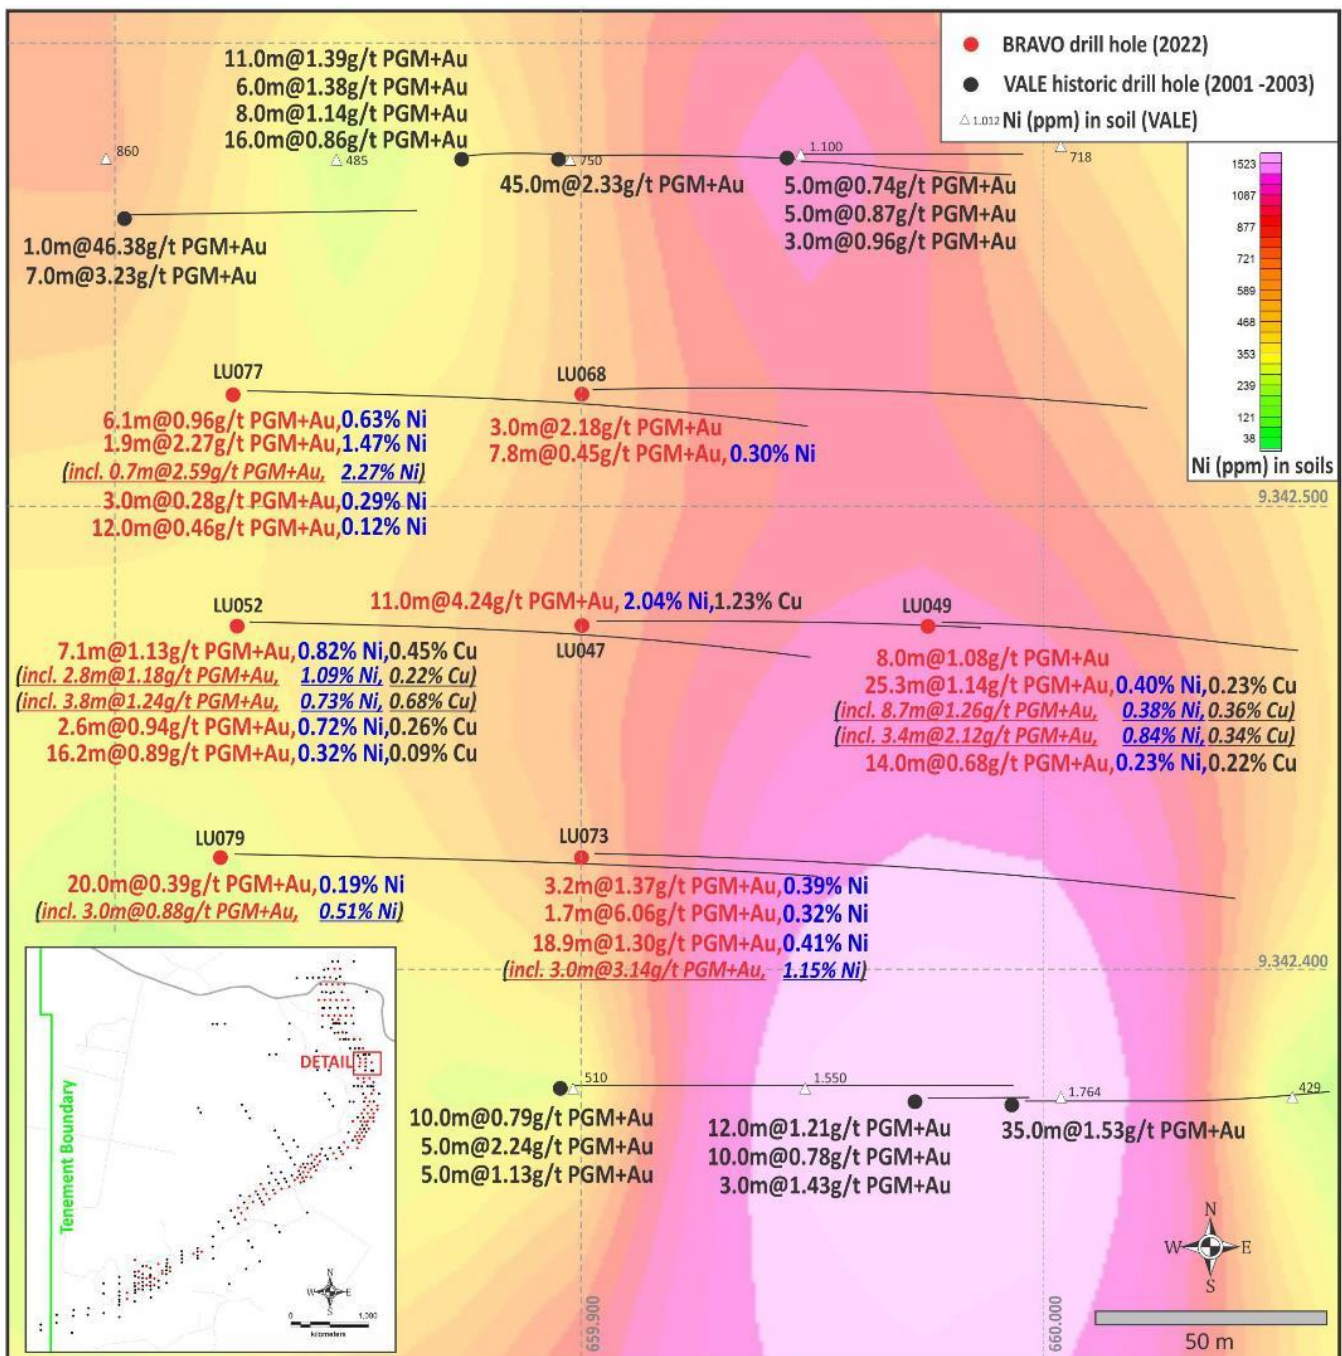 BRAVO drill hole (2022)
VALE historic drill hole (2001 -2003)
1.012 Ni (ppm) in soil (VALE)
1523
1087
877
721
589
468
353
239
121
38
Ni (ppm) in soils
11.0m@1.39g/t PGM+Au
6.0m@1.38g/t PGM+Au
8.0m@1.14g/t PGM+Au
16.0m@0.86g/t PGM+Au
860
485
750
1.100
718
45.0m@2.33g/t PGM+Au
5.0m@0.74g/t PGM+Au
5.0m@0.87g/t PGM+Au
3.0m@0.96g/t PGM+Au
1.0m@46.38g/t PGM+Au
7.0m@3.23g/t PGM+Au
LU077
6.1m@0.96g/t PGM+Au,0.63% Ni
1.9m@2.27g/t PGM+Au,1.47% Ni
(incl. 0.7m@2.59g/t PGM+Au, 2.27% Ni)
3.0m@0.28g/t PGM+Au,0.29% Ni
12.0m@0.46g/t PGM+Au,0.12% Ni
LU068
3.0m@2.18g/t PGM+Au
7.8m@0.45g/t PGM+Au,0.30% Ni
9.342.500
LU052
7.1m@1.13g/t PGM+Au,0.82% Ni,0.45% Cu
(incl. 2.8m@1.18g/t PGM+Au, 1.09% Ni, 0.22% Cu)
(incl. 3.8m@1.24g/t PGM+Au, 0.73% Ni, 0.68% Cu)
2.6m@0.94g/t PGM+Au,0.72% Ni,0.26% Cu
16.2m@0.89g/t PGM+Au,0.32% Ni,0.09% Cu
11.0m@4.24g/t PGM+Au, 2.04% Ni,1.23% Cu
LU047
LU049
8.0m@1.08g/t PGM+Au
25.3m@1.14g/t PGM+Au,0.40% Ni,0.23% Cu
(incl. 8.7m@1.26g/t PGM+Au, 0.38% Ni, 0.36% Cu)
(incl. 3.4m@2.12g/t PGM+Au, 0.84% Ni, 0.34% Cu)
14.0m@0.68g/t PGM+Au,0.23% Ni,0.22% Cu
LU079
20.0m@0.39g/t PGM+Au,0.19% Ni
(incl. 3.0m@0.88g/t PGM+Au, 0.51% Ni)
LU073
3.2m@1.37g/t PGM+Au,0.39% Ni
1.7m@6.06g/t PGM+Au,0.32% Ni
18.9m@1.30g/t PGM+Au,0.41% Ni
(incl. 3.0m@3.14g/t PGM+Au, 1.15% Ni)
9.342.400
510
1.550
1.764
429
10.0m@0.79g/t PGM+Au
5.0m@2.24g/t PGM+Au
5.0m@1.13g/t PGM+Au
12.0m@1.21g/t PGM+Au
10.0m@0.78g/t PGM+Au
3.0m@1.43g/t PGM+Au
35.0m@1.53g/t PGM+Au
Tenement Boundary
DETAIL
N
W E
S
0 1,000
kilometers
659.900
660.000
N
W E
S
50 m